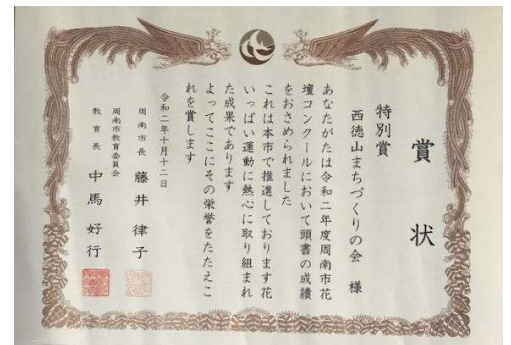 賞状
特別賞
西徳山まちづくりの会 様
あなたがたは令和二年度周南市花
壇コンクールにおいて頭書の成績
をおさめられました
これは本市で推進しております花
いっぱい運動に熱心に取り組まれ
た成果であります
よってここにその栄誉をたたえこ
れを賞します
令和二年十月十二日
周南市長 藤井律子
周南市教育委員会
教育長 中馬好行